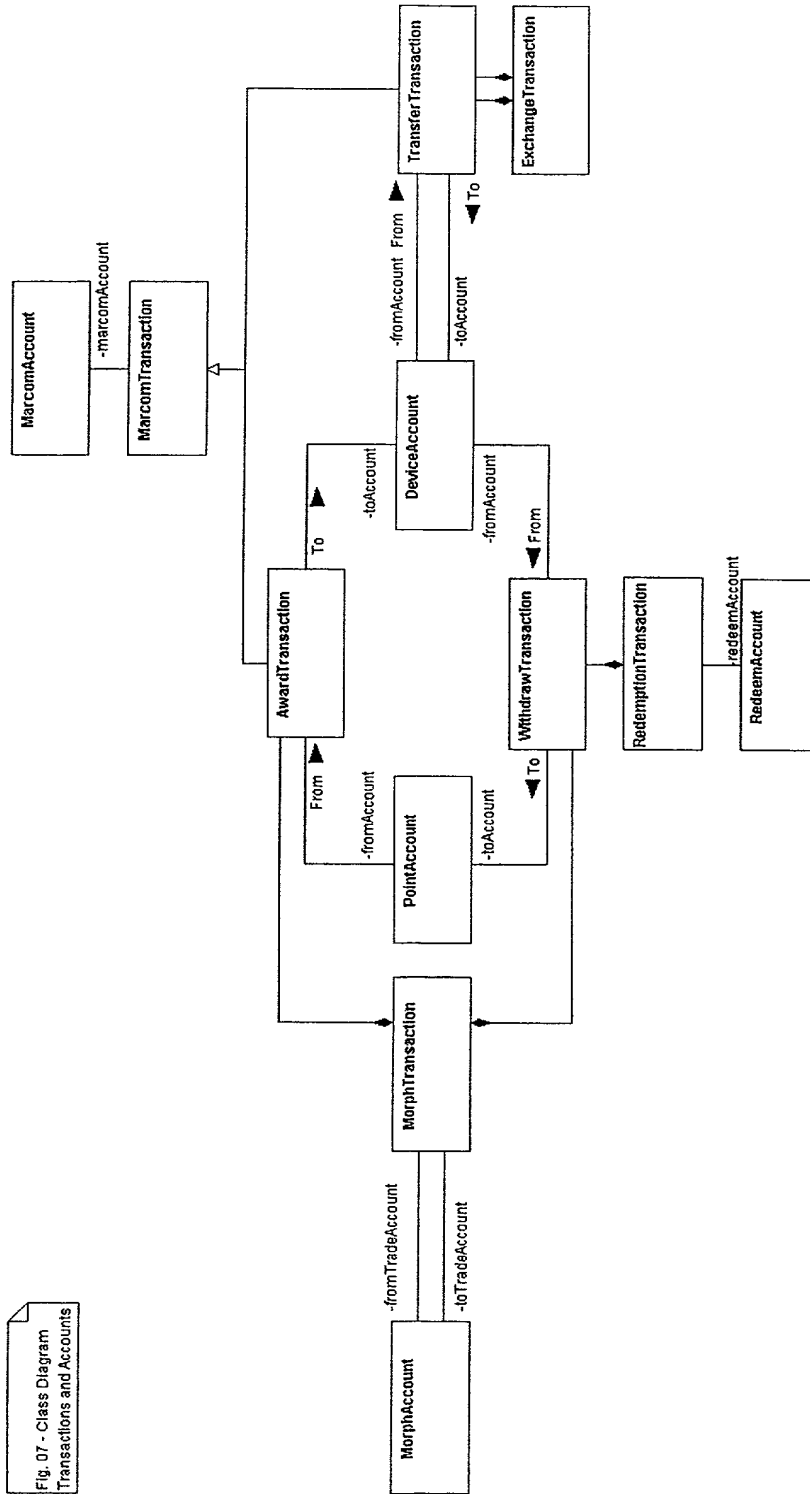 Fig. 07 - Class Diagram
Transactions and Accounts
MarcomAccount
-marcomAccount
MarcomTransaction
AwardTransaction
From
To
-fromAccount
-toAccount
MorphAccount
-fromTradeAccount
-toTradeAccount
MorphTransaction
PointAccount
DeviceAccount
-fromAccount
From
-toAccount
To
TransferTransaction
-toAccount
-fromAccount
To
From
WithdrawTransaction
ExchangeTransaction
RedemptionTransaction
-redeemAccount
RedeemAccount